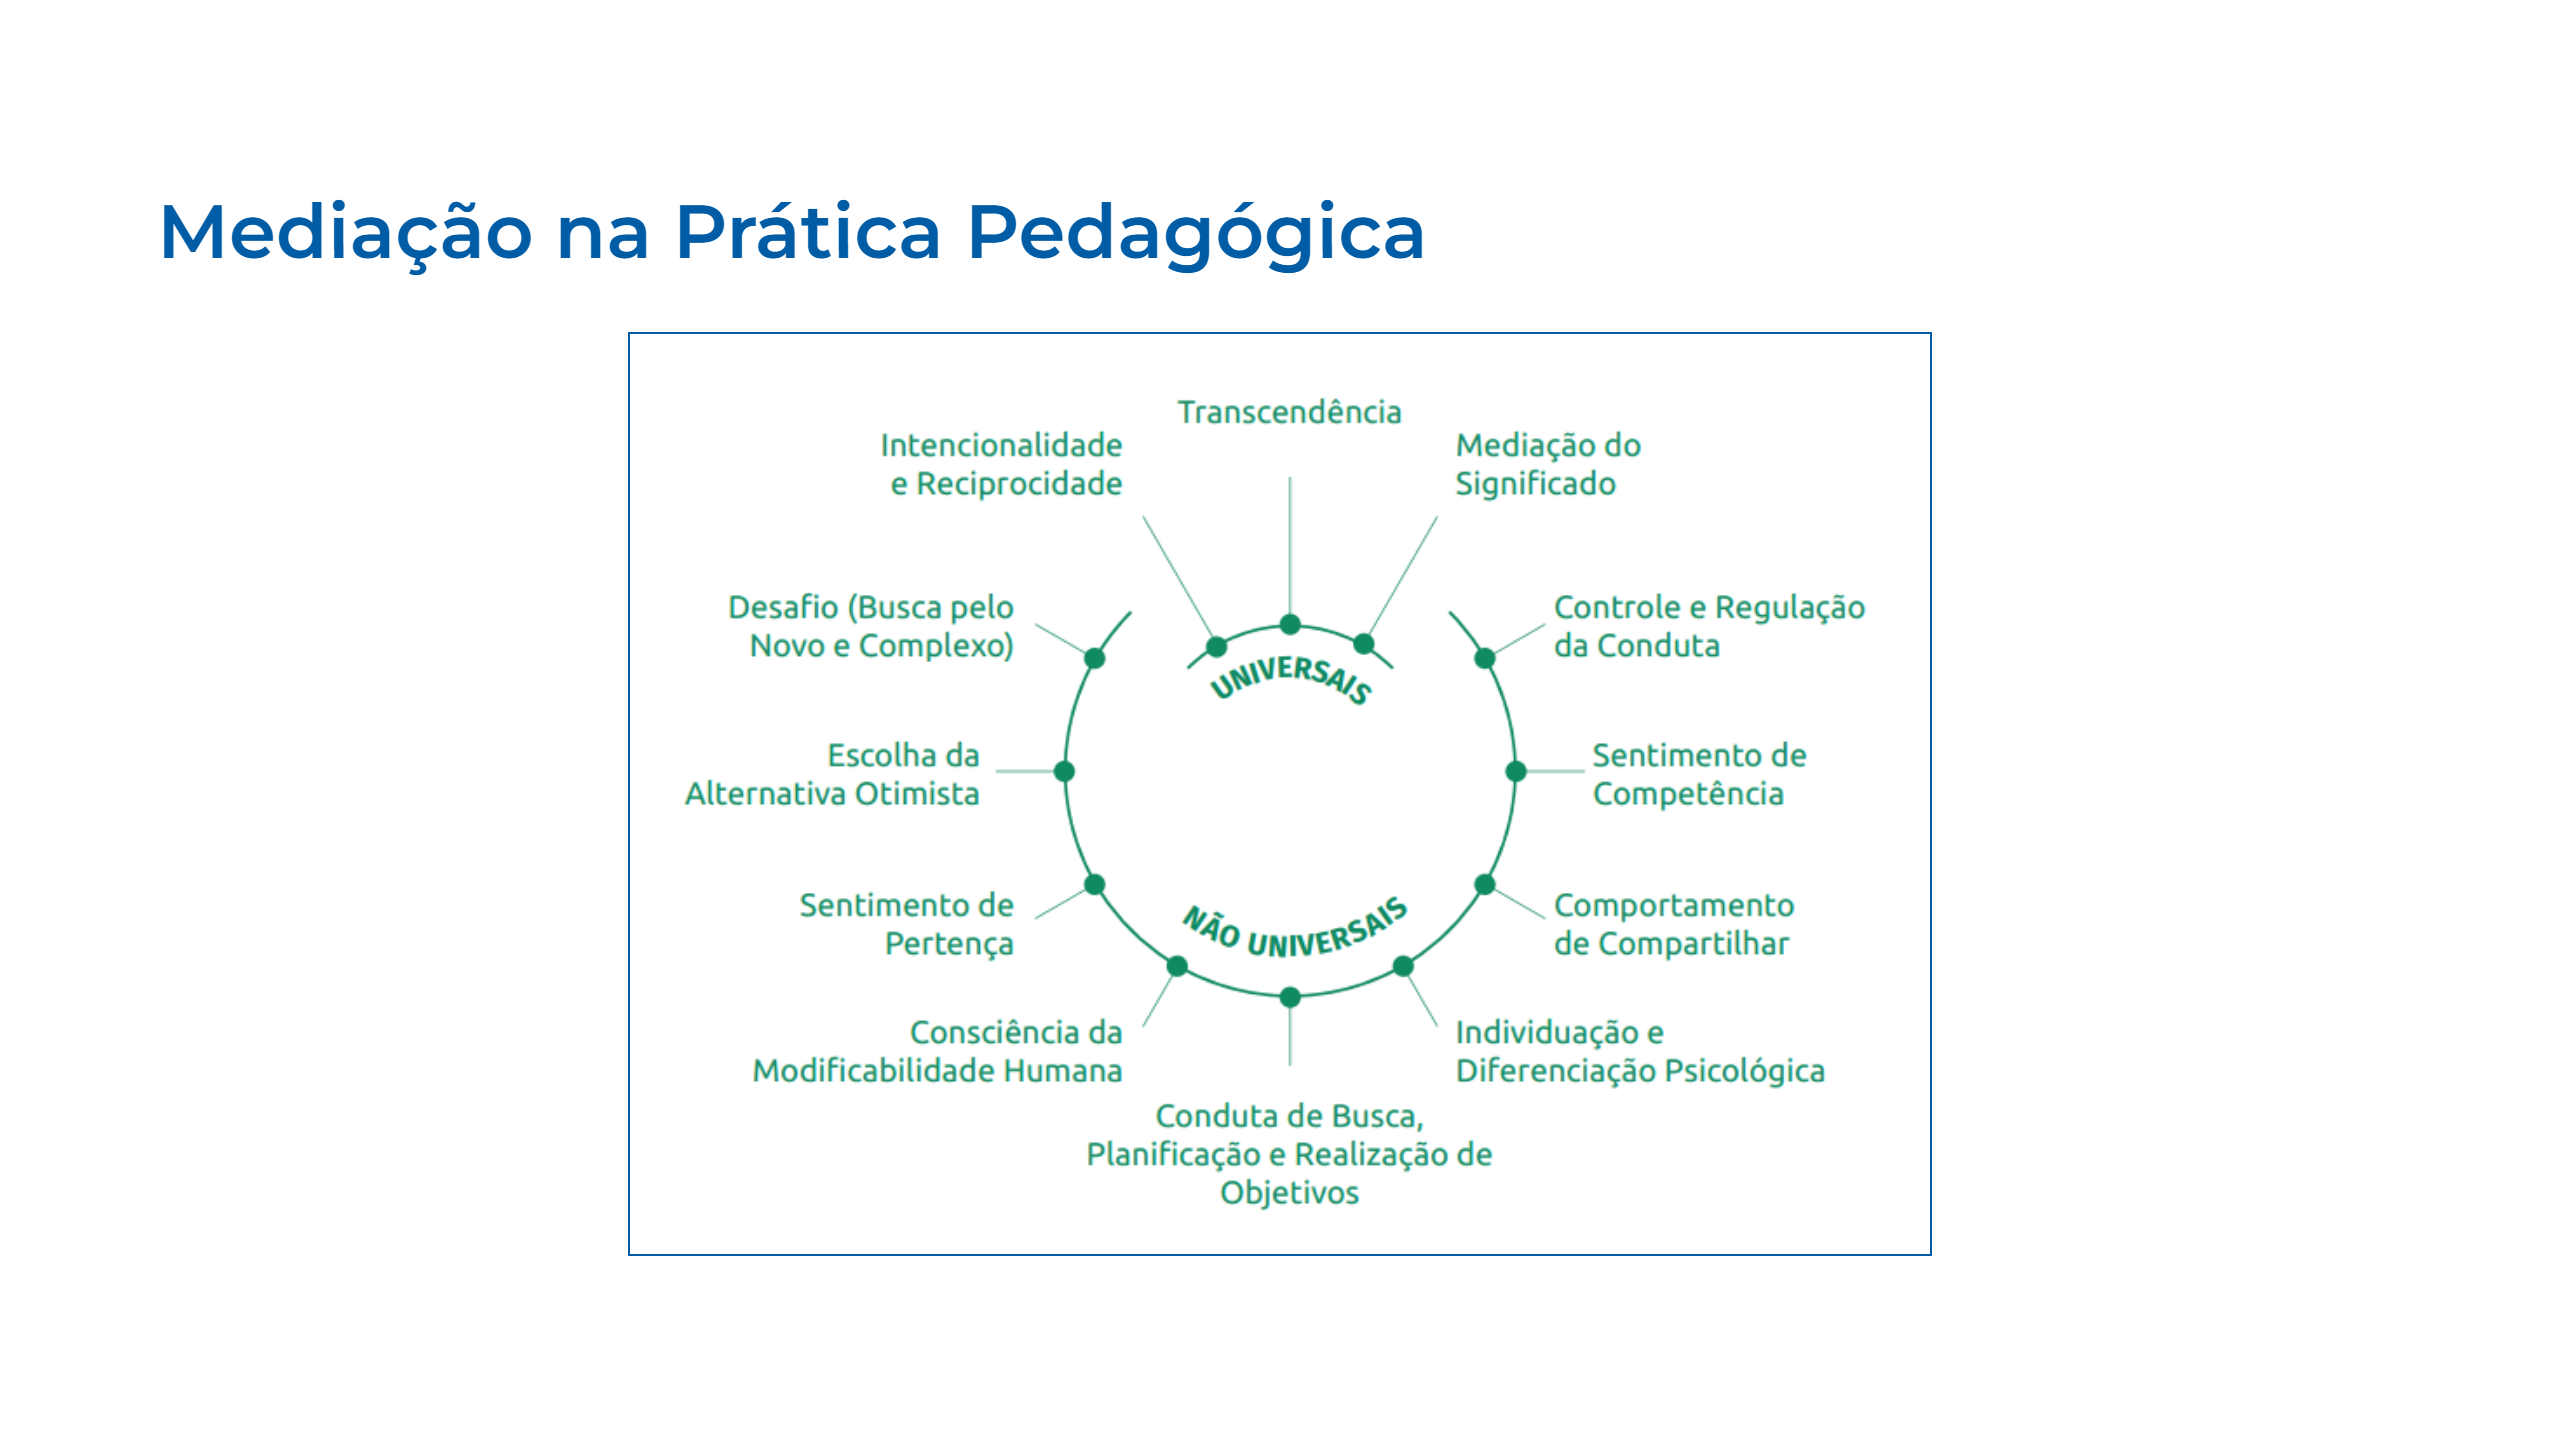 Mediação na Prática Pedagógica
Transcendência
Intencionalidade
e Reciprocidade
Mediação do
Significado
Desafio (Busca pelo
Novo e Complexo)
Controle e Regulação
da Conduta
UNIVERSAIS
Escolha da
Alternativa Otimista
Sentimento de
Competência
Sentimento de
Pertença
NÃO UNIVERSAIS
Comportamento
de Compartilhar
Consciência da
Modificabilidade Humana
Individuação e
Diferenciação Psicológica
Conduta de Busca,
Planificação e Realização de
Objetivos